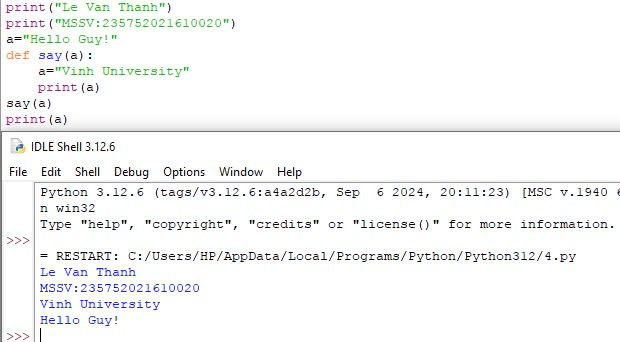 print("Le Van Thanh")
print("MSSV:235752021610020")
a="Hello Guy!"
def say(a):
    a="Vinh University"
    print(a)
say(a)
print(a)
IDLE Shell 3.12.6
File Edit Shell Debug Options Window Help
Python 3.12.6 (tags/v3.12.6:a4a2d2b, Sep  6 2024, 20:11:23) [MSC v.1940 6
n win32
Type "help", "copyright", "credits" or "license()" for more information.
>>>
= RESTART: C:/Users/HP/AppData/Local/Programs/Python/Python312/4.py
Le Van Thanh
MSSV:235752021610020
Vinh University
Hello Guy!
>>>